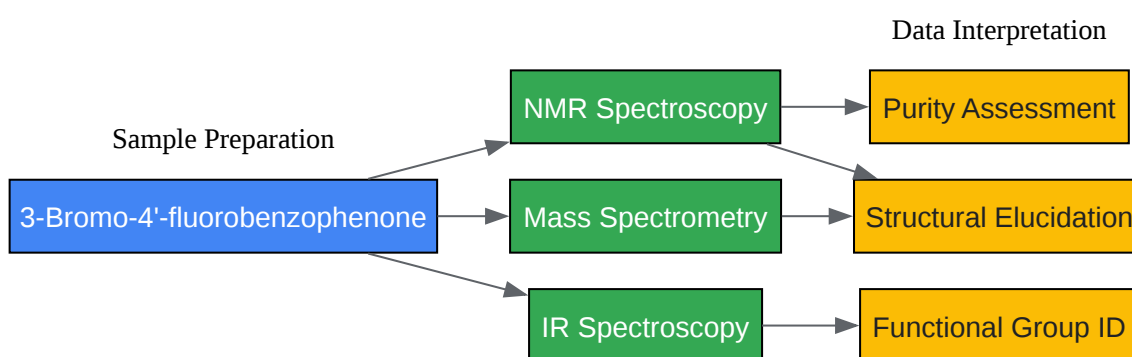 Data Interpretation
NMR Spectroscopy
Purity Assessment
Sample Preparation
3-Bromo-4'-fluorobenzophenone
Mass Spectrometry
Structural Elucidation
IR Spectroscopy
Functional Group ID